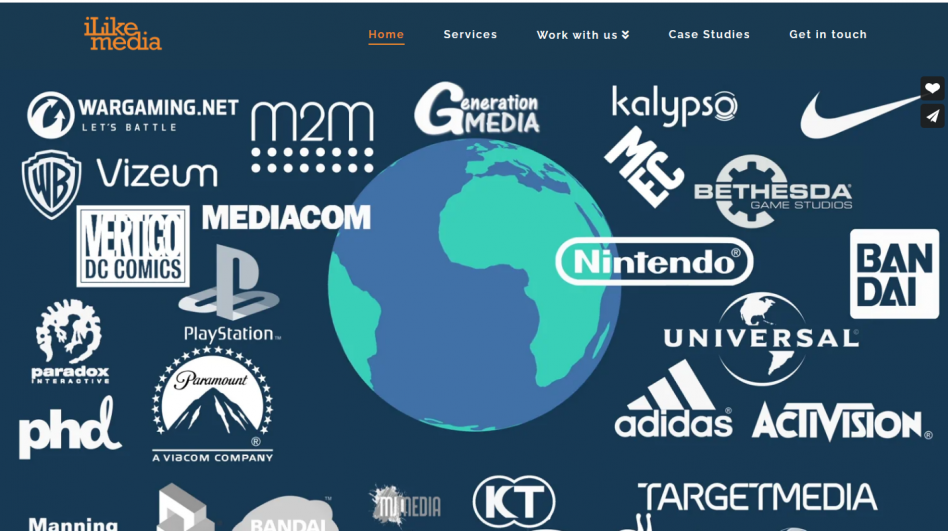 iLike
media
Home
Services
Work with us
Case Studies
Get in touch
WARGAMING.NET
LET'S BATTLE
m2m
Generation
MEDIA
kalypso
WB
Vizeum
MEC
BETHESDA®
GAME STUDIOS
VERTIGO
DC COMICS
MEDIACOM
Nintendo®
BAN
DAI
PlayStation™
UNIVERSAL
paradox
INTERACTIVE
Paramount
®
A VIACOM COMPANY
phd
adidas®
ACTIVISION®
MEDIA
KT
TARGETMEDIA
Manning
BANDAI